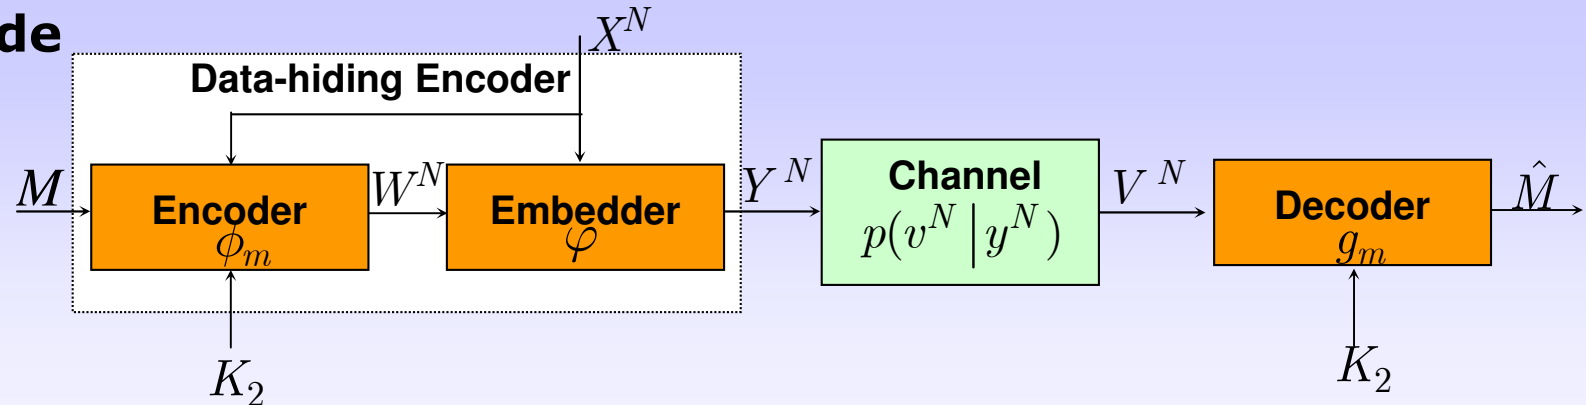 de
X^N
Data-hiding Encoder
M
Encoder
ϕ_m
W^N
Embedder
φ
Y^N
Channel
p(v^N | y^N)
V^N
Decoder
g_m
M̂
K_2
K_2